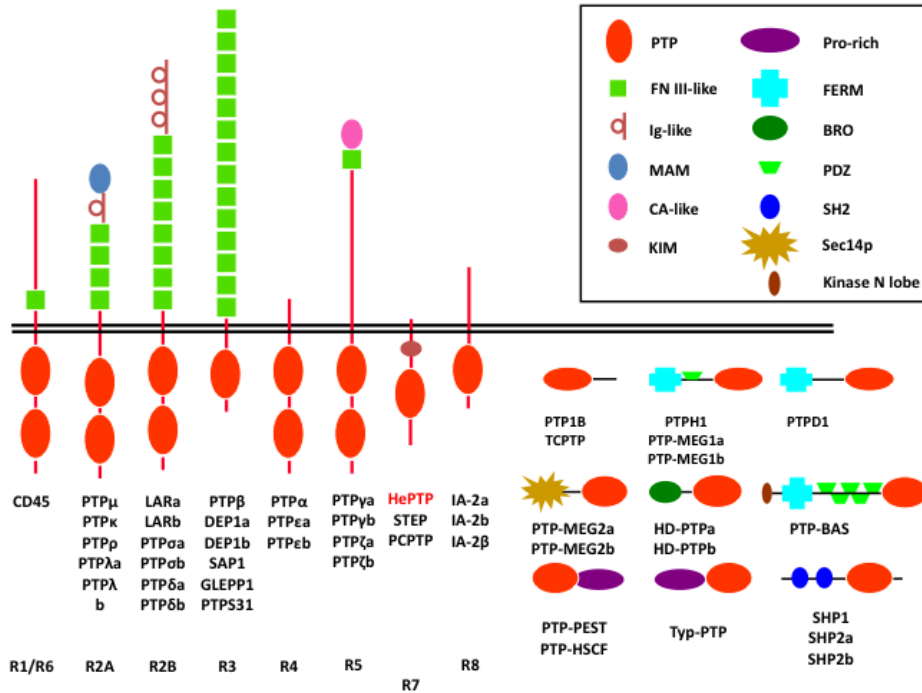 PTP
Pro-rich
FN III-like
FERM
Ig-like
BRO
MAM
PDZ
CA-like
SH2
KIM
Sec14p
Kinase N lobe
CD45
PTPμ
PTPκ
PTPρ
PTPλa
PTPλ
b
LARa
LARb
PTPσa
PTPσb
PTPδa
PTPδb
PTPβ
DEP1a
DEP1b
SAP1
GLEPP1
PTPS31
PTPα
PTPεa
PTPεb
PTPγa
PTPγb
PTPζa
PTPζb
HePTP
STEP
PCPTP
IA-2a
IA-2b
IA-2β
R1/R6
R2A
R2B
R3
R4
R5
R7
R8
PTP1B
TCPTP
PTPH1
PTP-MEG1a
PTP-MEG1b
PTPD1
PTP-MEG2a
PTP-MEG2b
HD-PTPa
HD-PTPb
PTP-BAS
PTP-PEST
PTP-HSCF
Typ-PTP
SHP1
SHP2a
SHP2b